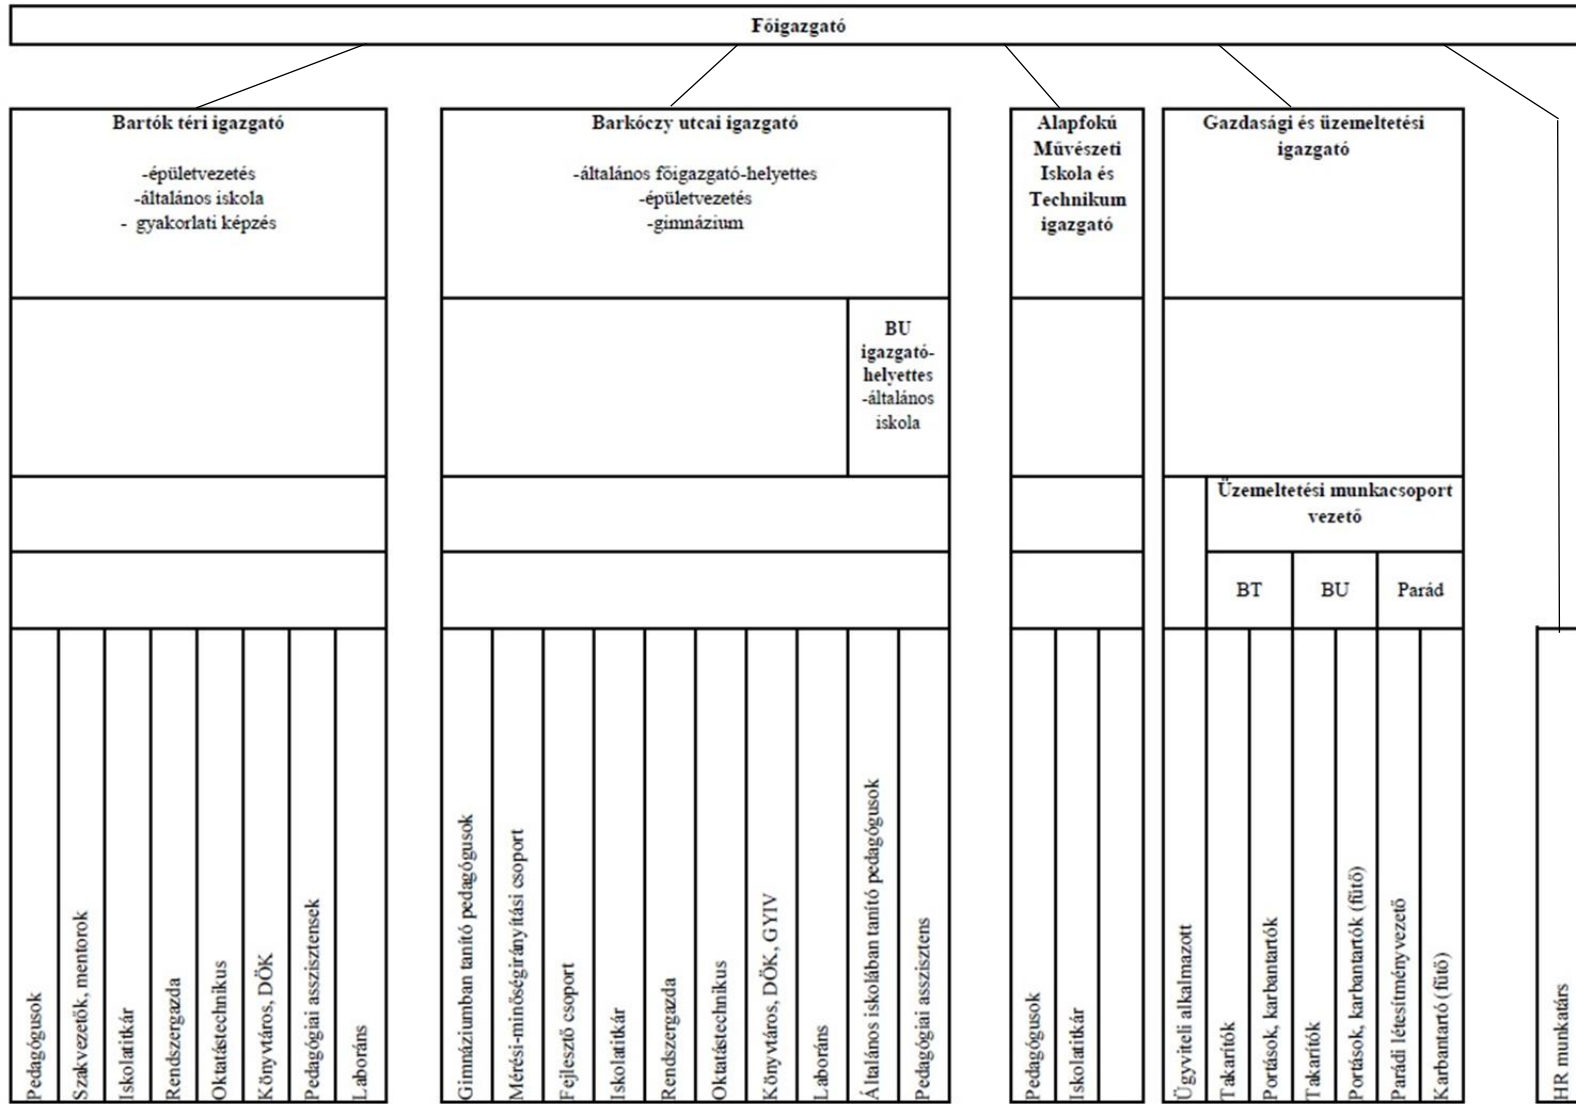 Főigazgató
Bartók téri igazgató
-épületvezetés
-általános iskola
- gyakorlati képzés
Barkóczy utcai igazgató
-általános főigazgató-helyettes
-épületvezetés
-gimnázium
Alapfokú
Művészeti
Iskola és
Technikum
igazgató
Gazdasági és üzemeltetési
igazgató
BU
igazgató-
helyettes
-általános
iskola
Üzemeltetési munkacsoport
vezető
BT
BU
Parád
Pedagógusok
Szakvezetők, mentorok
Iskolatitkár
Rendszergazda
Oktatástechnikus
Könyvtáros, DÖK
Pedagógiai asszisztensek
Laboráns
Gimnáziumban tanító pedagógusok
Mérési-minőségirányítási csoport
Fejlesztő csoport
Iskolatitkár
Rendszergazda
Oktatástechnikus
Könyvtáros, DÖK, GYIV
Laboráns
Általános iskolában tanító pedagógusok
Pedagógiai asszisztens
Pedagógusok
Iskolatitkár
Ügyviteli alkalmazott
Takarítók
Portások, karbantartók
Takarítók
Portások, karbantartók (fűtő)
Parádi létesítményvezető
Karbantartó (fűtő)
HR munkatárs